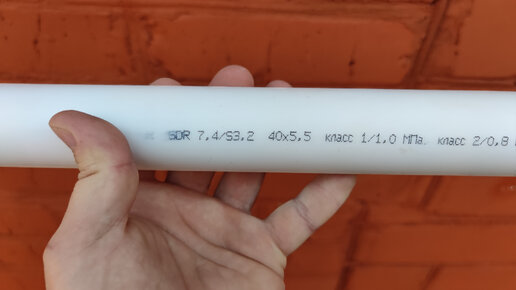 SDR 7,4/S3,2 40x5,5 класс 1/1,0 МПа. класс 2/0,8